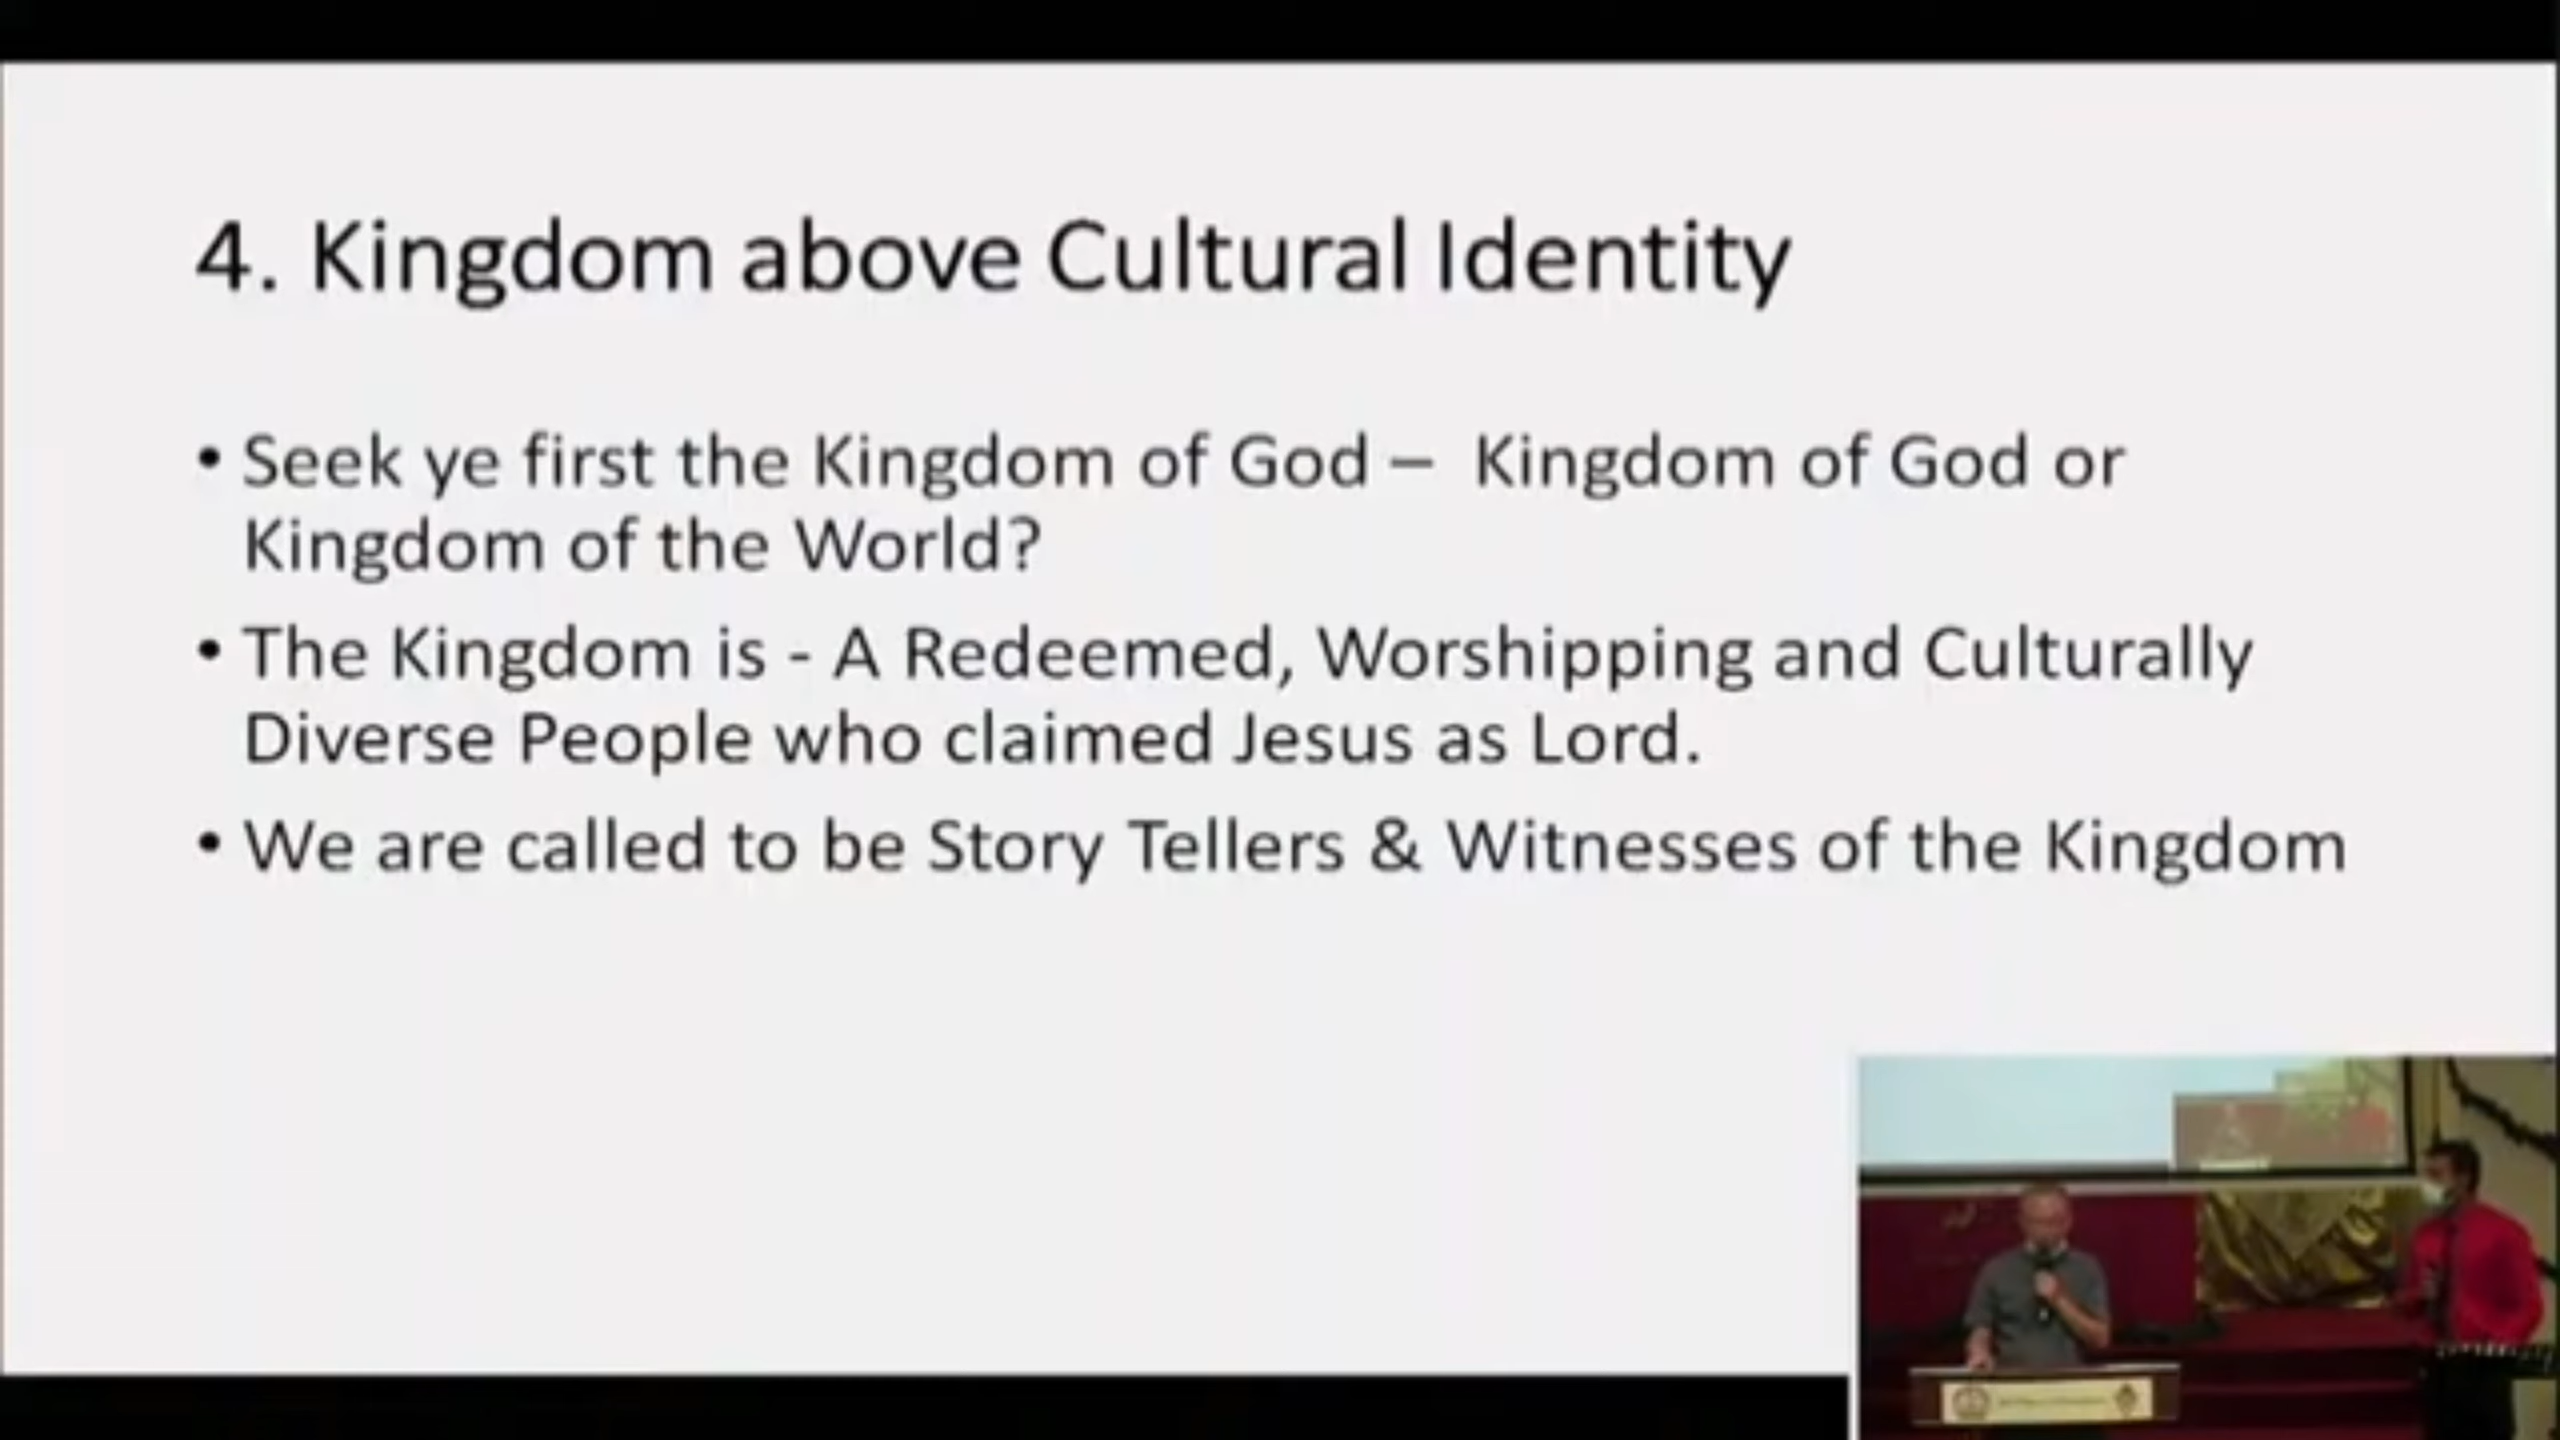 4. Kingdom above Cultural Identity
• Seek ye first the Kingdom of God – Kingdom of God or
Kingdom of the World?
• The Kingdom is - A Redeemed, Worshipping and Culturally
Diverse People who claimed Jesus as Lord.
• We are called to be Story Tellers & Witnesses of the Kingdom